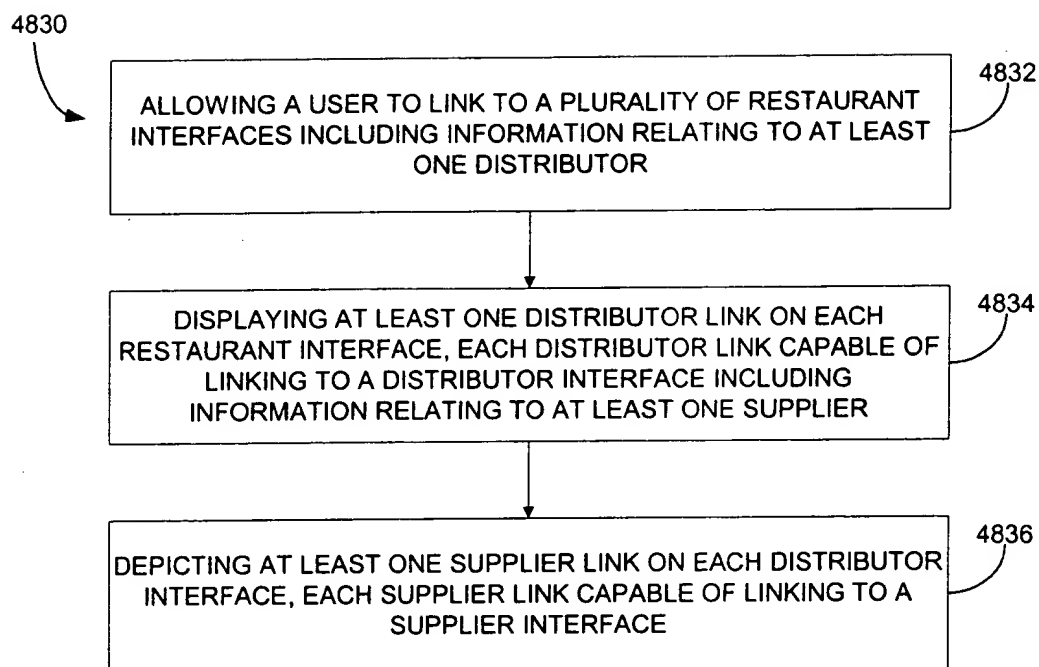 4830
4832
ALLOWING A USER TO LINK TO A PLURALITY OF RESTAURANT
INTERFACES INCLUDING INFORMATION RELATING TO AT LEAST
ONE DISTRIBUTOR
4834
DISPLAYING AT LEAST ONE DISTRIBUTOR LINK ON EACH
RESTAURANT INTERFACE, EACH DISTRIBUTOR LINK CAPABLE OF
LINKING TO A DISTRIBUTOR INTERFACE INCLUDING
INFORMATION RELATING TO AT LEAST ONE SUPPLIER
4836
DEPICTING AT LEAST ONE SUPPLIER LINK ON EACH DISTRIBUTOR
INTERFACE, EACH SUPPLIER LINK CAPABLE OF LINKING TO A
SUPPLIER INTERFACE